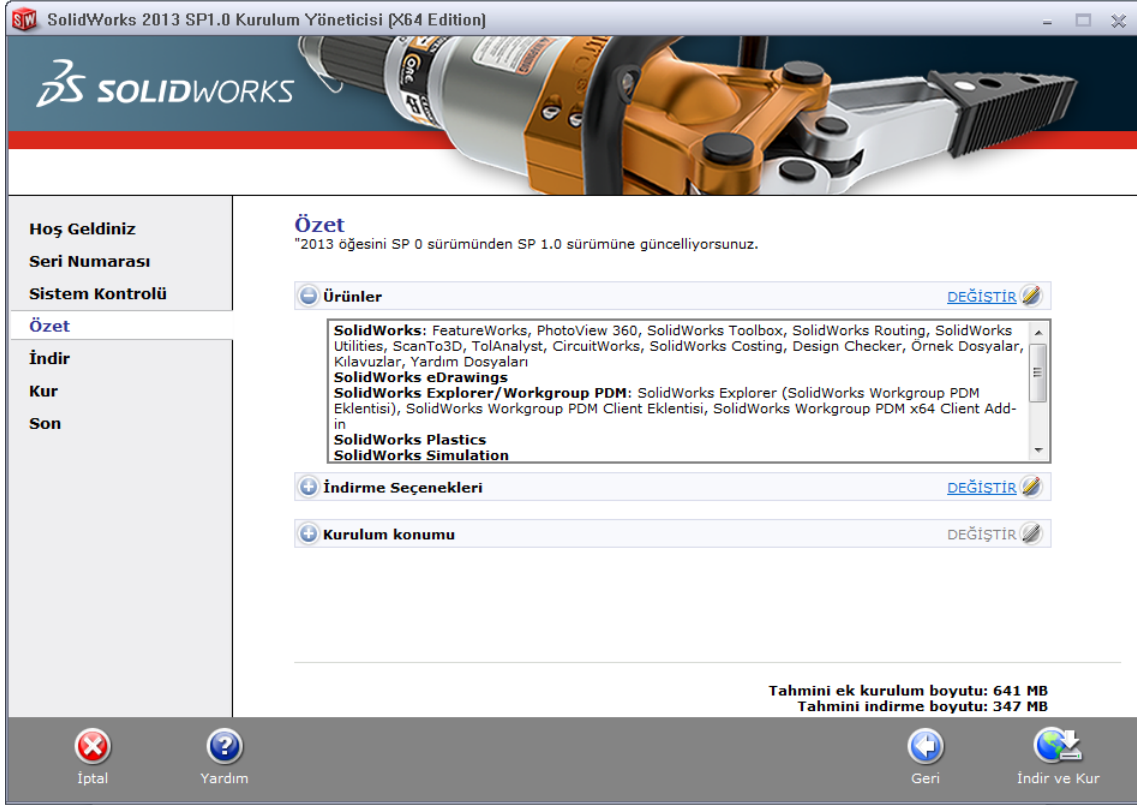 SolidWorks 2013 SP1.0 Kurulum Yöneticisi (X64 Edition)
SOLIDWORKS
Hoş Geldiniz
Seri Numarası
Sistem Kontrolü
Özet
İndir
Kur
Son
Özet
"2013 öğesini SP 0 sürümünden SP 1.0 sürümüne güncelliyorsunuz.
Ürünler
DEĞİŞTİR
SolidWorks: FeatureWorks, PhotoView 360, SolidWorks Toolbox, SolidWorks Routing, SolidWorks
Utilities, ScanTo3D, TolAnalyst, CircuitWorks, SolidWorks Costing, Design Checker, Örnek Dosyalar,
Kılavuzlar, Yardım Dosyaları
SolidWorks eDrawings
SolidWorks Explorer/Workgroup PDM: SolidWorks Explorer (SolidWorks Workgroup PDM
Eklentisi), SolidWorks Workgroup PDM Client Eklentisi, SolidWorks Workgroup PDM x64 Client Add-
in
SolidWorks Plastics
SolidWorks Simulation
İndirme Seçenekleri
DEĞİŞTİR
Kurulum konumu
DEĞİŞTİR
Tahmini ek kurulum boyutu: 641 MB
Tahmini indirme boyutu: 347 MB
İptal
Yardım
Geri
İndir ve Kur